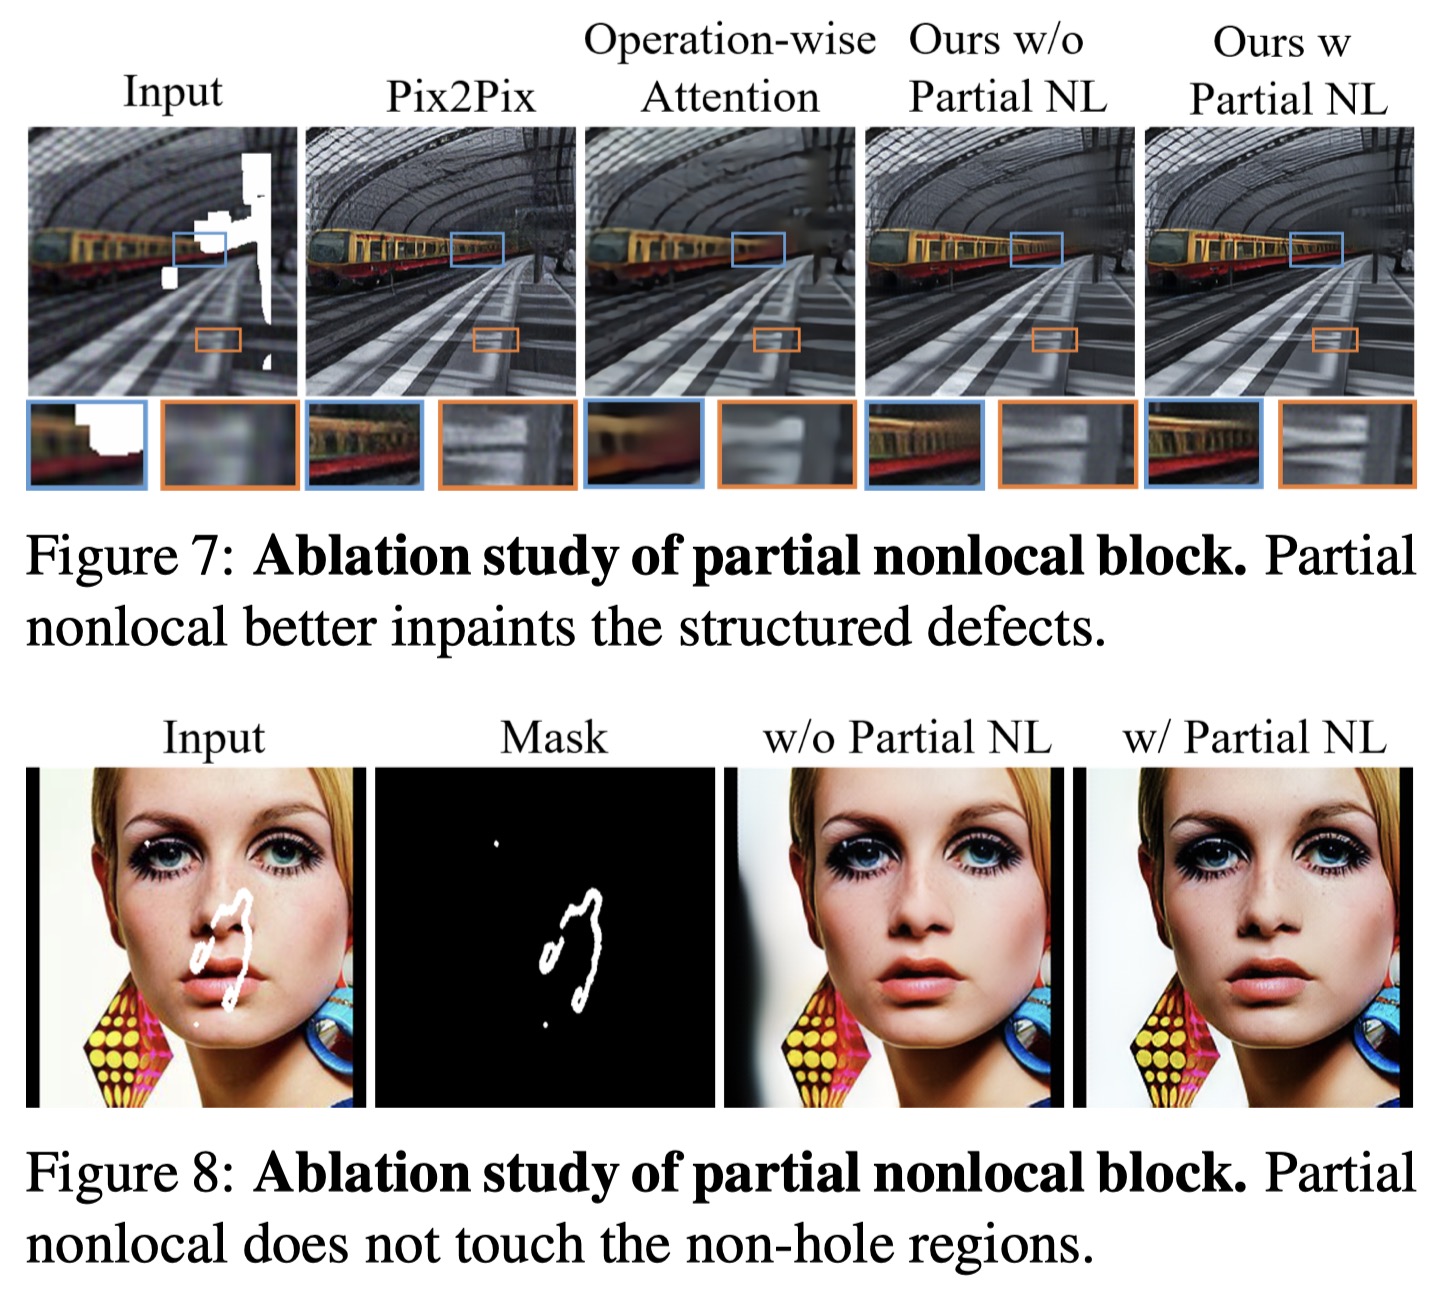 Input
Pix2Pix
Operation-wise
Attention
Ours w/o
Partial NL
Ours w
Partial NL
Figure 7: Ablation study of partial nonlocal block. Partial
nonlocal better inpaints the structured defects.
Input
Mask
w/o Partial NL
w/ Partial NL
Figure 8: Ablation study of partial nonlocal block. Partial
nonlocal does not touch the non-hole regions.